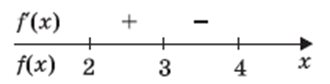 f′(x) + −
f(x) 2 3 4 x